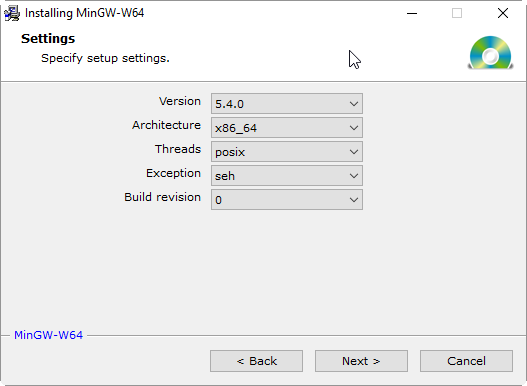 Installing MinGW-W64
Settings
Specify setup settings.
Version 5.4.0
Architecture x86_64
Threads posix
Exception seh
Build revision 0
MinGW-W64
< Back Next > Cancel